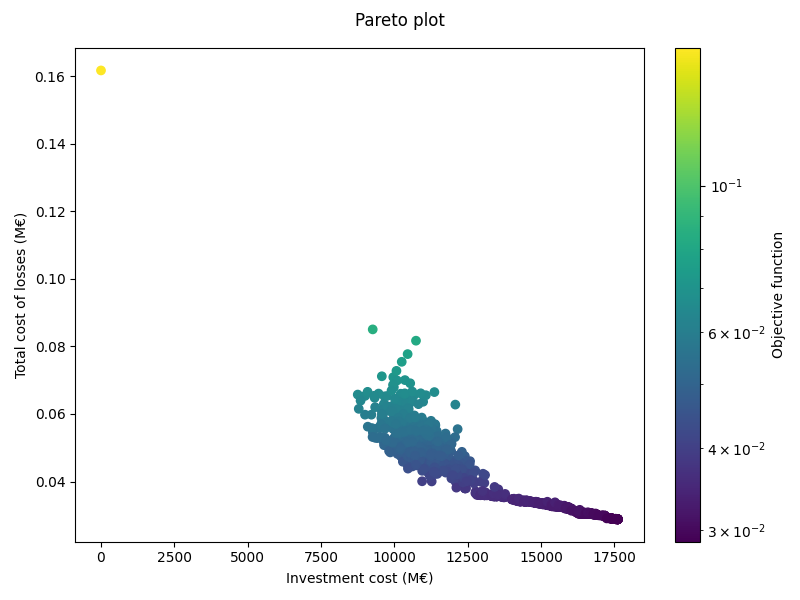 Pareto plot
Total cost of losses (M€)
0.16
0.14
0.12
0.10
0.08
0.06
0.04
0
2500
5000
7500
10000
12500
15000
17500
Investment cost (M€)
10⁻¹
6 × 10⁻²
4 × 10⁻²
3 × 10⁻²
Objective function